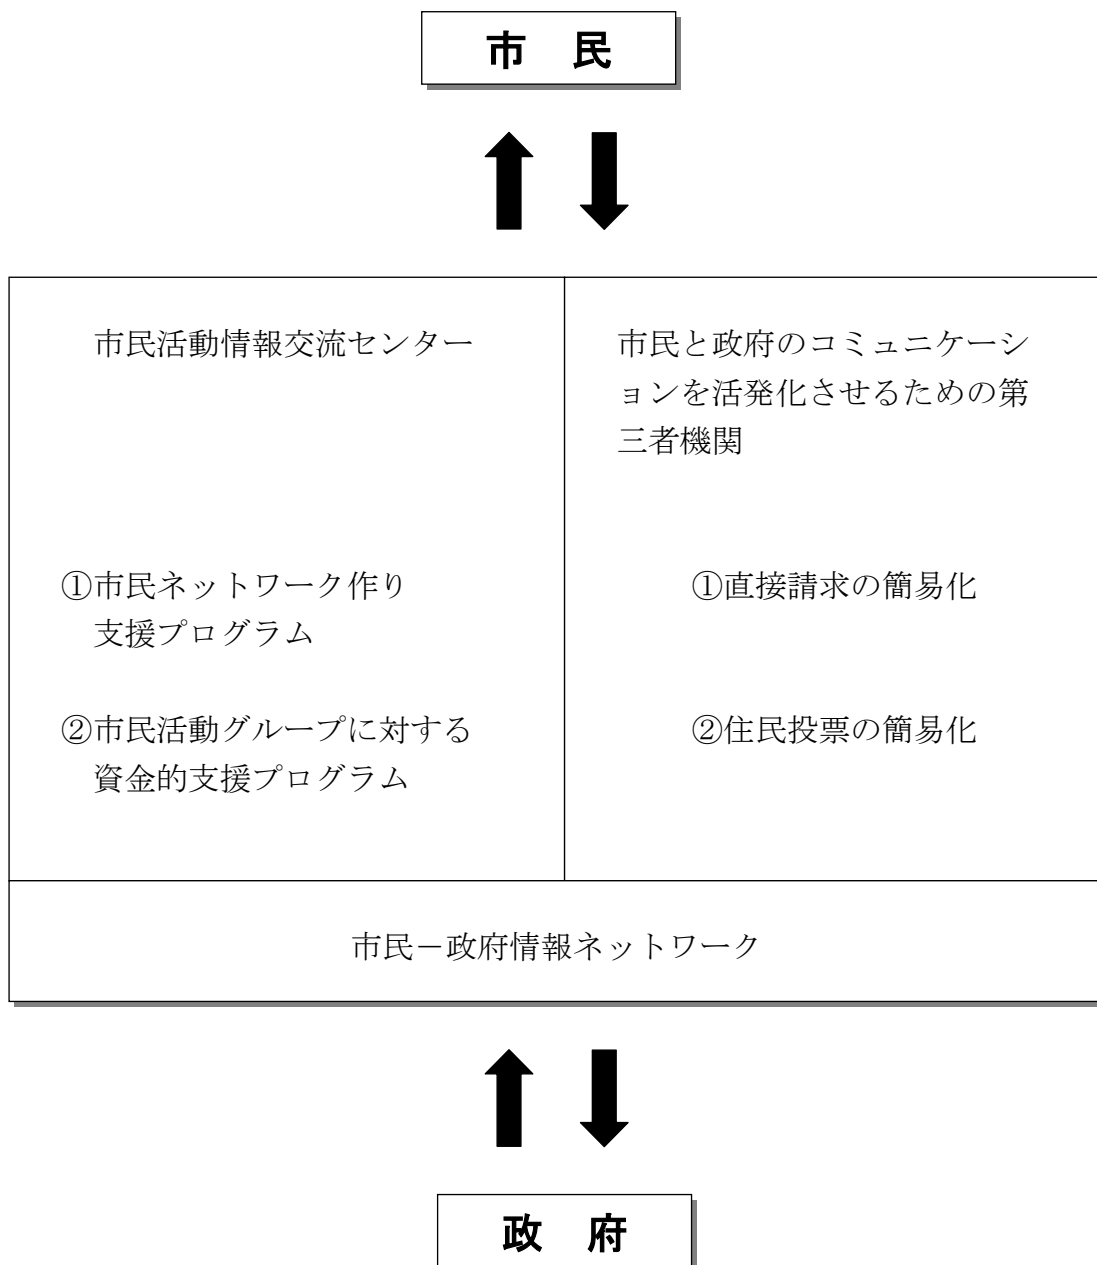 市　民
市民活動情報交流センター
①市民ネットワーク作り
支援プログラム
②市民活動グループに対する
資金的支援プログラム
市民と政府のコミュニケーシ
ョンを活発化させるための第
三者機関
①直接請求の簡易化
②住民投票の簡易化
市民－政府情報ネットワーク
政　府